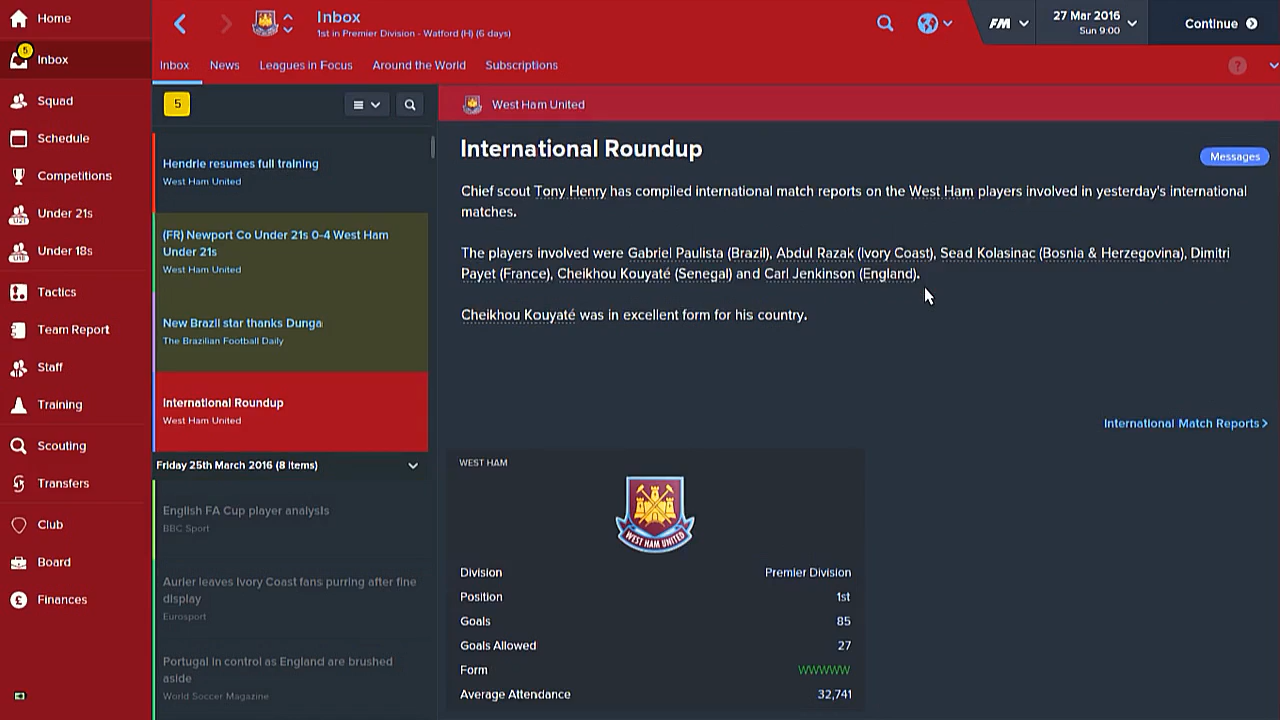 Home
5
Inbox
Squad
Schedule
Competitions
Under 21s
Under 18s
Tactics
Team Report
Staff
Training
Scouting
Transfers
Club
Board
Finances
Inbox
1st in Premier Division - Watford (H) (6 days)
FM
27 Mar 2016
Sun 9:00
Continue
Inbox
News
Leagues in Focus
Around the World
Subscriptions
?
5
Hendrie resumes full training
West Ham United
(FR) Newport Co Under 21s 0-4 West Ham
Under 21s
West Ham United
New Brazil star thanks Dunga
The Brazilian Football Daily
International Roundup
West Ham United
Friday 25th March 2016 (8 Items)
English FA Cup player analysis
BBC Sport
Aurier leaves Ivory Coast fans purring after fine
display
Eurosport
Portugal in control as England are brushed
aside
World Soccer Magazine
West Ham United
International Roundup
Messages
Chief scout Tony Henry has compiled international match reports on the West Ham players involved in yesterday's international
matches.
The players involved were Gabriel Paulista (Brazil), Abdul Razak (Ivory Coast), Sead Kolasinac (Bosnia & Herzegovina), Dimitri
Payet (France), Cheikhou Kouyaté (Senegal) and Carl Jenkinson (England).
Cheikhou Kouyaté was in excellent form for his country.
International Match Reports >
WEST HAM
WEST HAM UNITED
Division Premier Division
Position 1st
Goals 85
Goals Allowed 27
Form WWWWW
Average Attendance 32,741